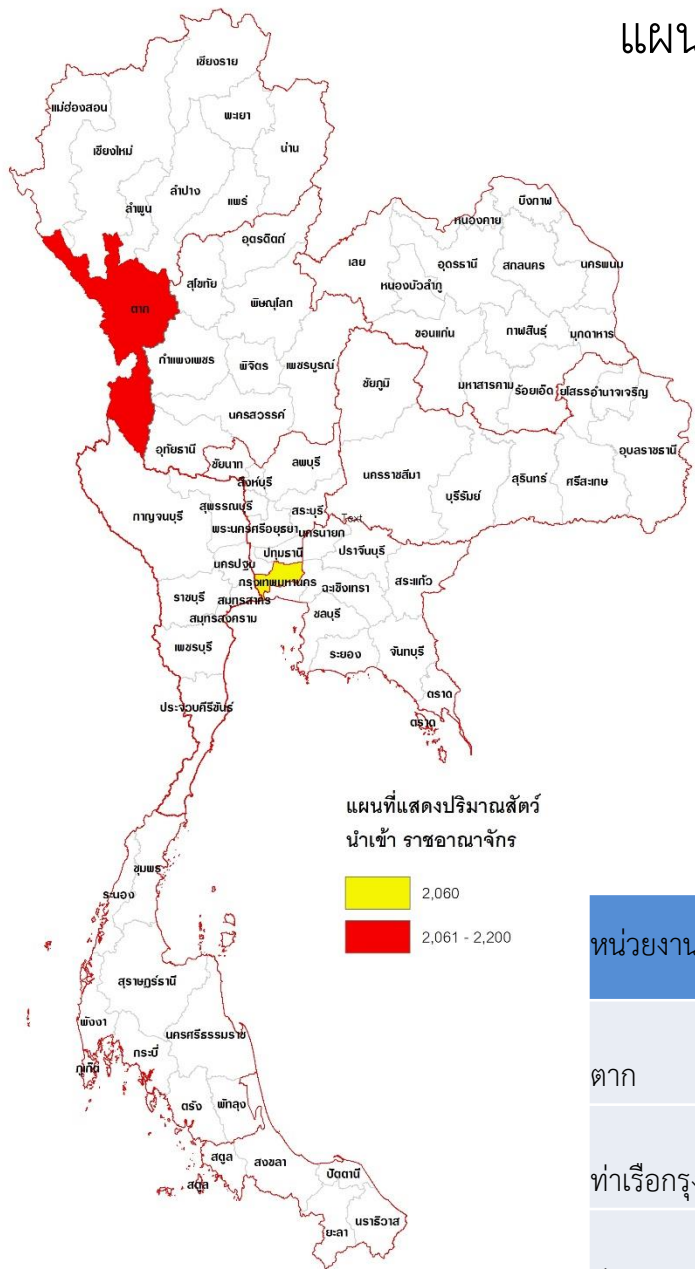 แผน
เชียงราย
แม่ฮ่องสอน
พะเยา
เชียงใหม่
น่าน
ลำปาง
แพร่
ลำพูน
บึงกาฬ
หนองคาย
อุตรดิตถ์
เลย
อุดรธานี
สกลนคร
นครพนม
สุโขทัย
หนองบัวลำภู
พิษณุโลก
ตาก
ขอนแก่น
กาฬสินธุ์
มุกดาหาร
กำแพงเพชร
พิจิตร
เพชรบูรณ์
ชัยภูมิ
มหาสารคาม
ร้อยเอ็ด
ยโสธร
อำนาจเจริญ
นครสวรรค์
อุทัยธานี
ชัยนาท
ลพบุรี
อุบลราชธานี
นครราชสีมา
สุรินทร์
ศรีสะเกษ
สิงห์บุรี
บุรีรัมย์
กาญจนบุรี
สุพรรณบุรี
สระบุรี
Text
พระนครศรีอยุธยา
นครนายก
ปทุมธานี
ปราจีนบุรี
นครปฐม
กรุงเทพมหานคร
ฉะเชิงเทรา
สระแก้ว
ราชบุรี
สมุทรสาคร
ชลบุรี
สมุทรสงคราม
เพชรบุรี
ระยอง
จันทบุรี
ตราด
ประจวบคีรีขันธ์
ตราด
แผนที่แสดงปริมาณสัตว์
นำเข้า ราชอาณาจักร
2,060
2,061 - 2,200
ชุมพร
ระนอง
หน่วยงาน
สุราษฎร์ธานี
พังงา
นครศรีธรรมราช
กระบี่
ภูเก็ต
ตาก
ตรัง
พัทลุง
สตูล
สงขลา
ปัตตานี
สตูล
ท่าเรือกรุง
นราธิวาส
ยะลา